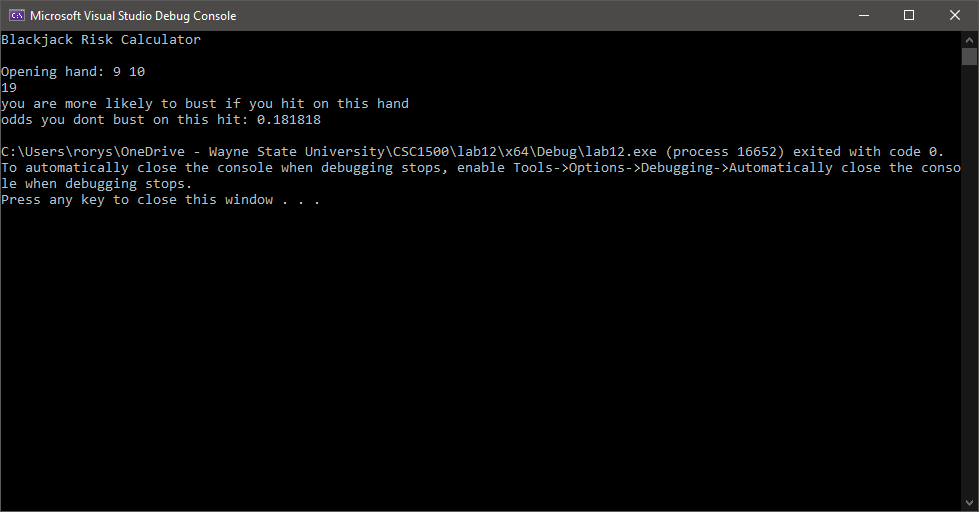 Microsoft Visual Studio Debug Console
Blackjack Risk Calculator
Opening hand: 9 10
19
you are more likely to bust if you hit on this hand
odds you dont bust on this hit: 0.181818
C:\Users\rorys\OneDrive - Wayne State University\CSC1500\lab12\x64\Debug\lab12.exe (process 16652) exited with code 0.
To automatically close the console when debugging stops, enable Tools->Options->Debugging->Automatically close the conso
le when debugging stops.
Press any key to close this window . . .